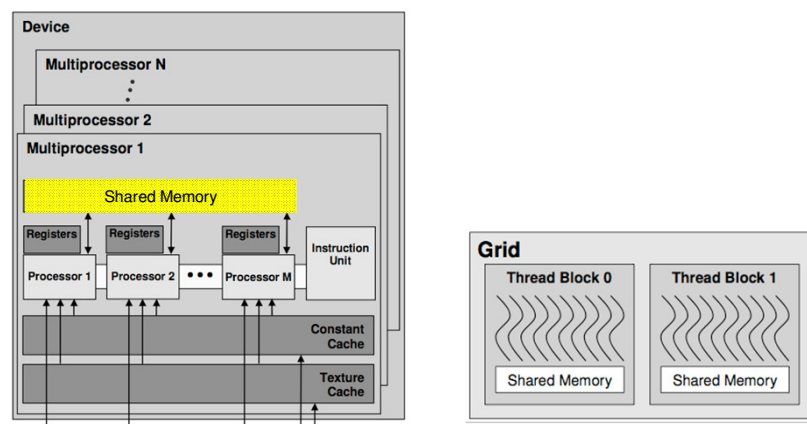 Device
Multiprocessor N
Multiprocessor 2
Multiprocessor 1
Shared Memory
Registers
Registers
Registers
Instruction
Unit
Processor 1
Processor 2
Processor M
Constant
Cache
Texture
Cache
Grid
Thread Block 0
Thread Block 1
Shared Memory
Shared Memory